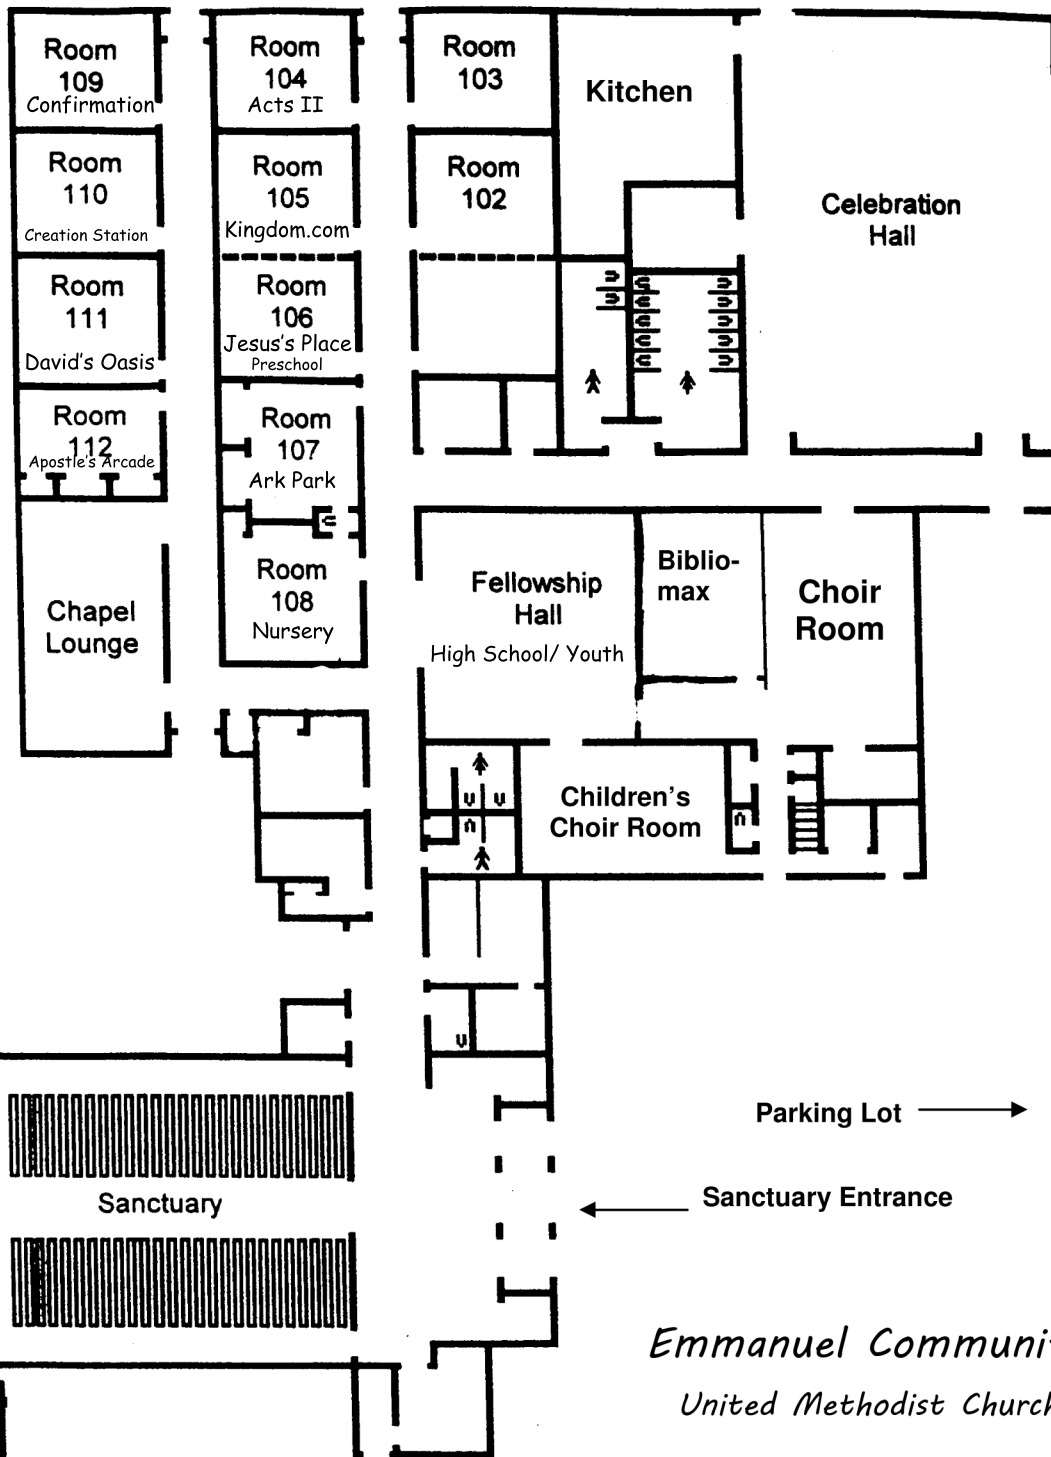 Room
109
Confirmation
Room
104
Acts II
Room
103
Kitchen
Room
110
Creation Station
Room
105
Kingdom.com
Room
102
Celebration
Hall
Room
111
David's Oasis
Room
106
Jesus's Place
Preschool
Room
112
Apostle's Arcade
Room
107
Ark Park
Chapel
Lounge
Room
108
Nursery
Fellowship
Hall
High School/ Youth
Biblio-
max
Choir
Room
Children's
Choir Room
Parking Lot
Sanctuary
Sanctuary Entrance
Emmanuel Communi
United Methodist Church